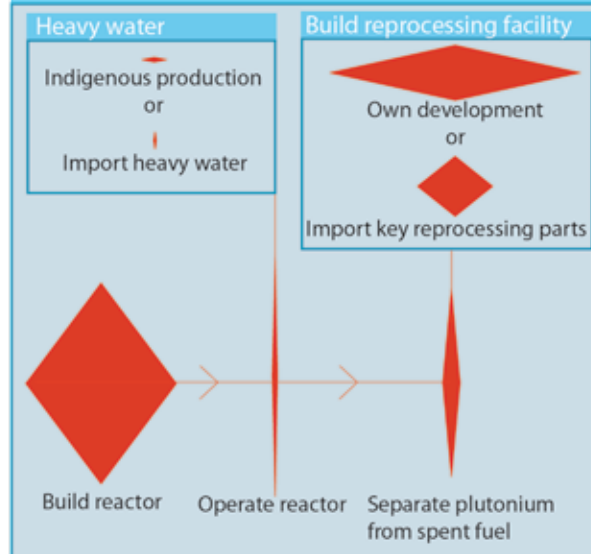 Heavy water
Indigenous production
or
Import heavy water
Build reprocessing facility
Own development
or
Import key reprocessing parts
Build reactor
Operate reactor
Separate plutonium
from spent fuel